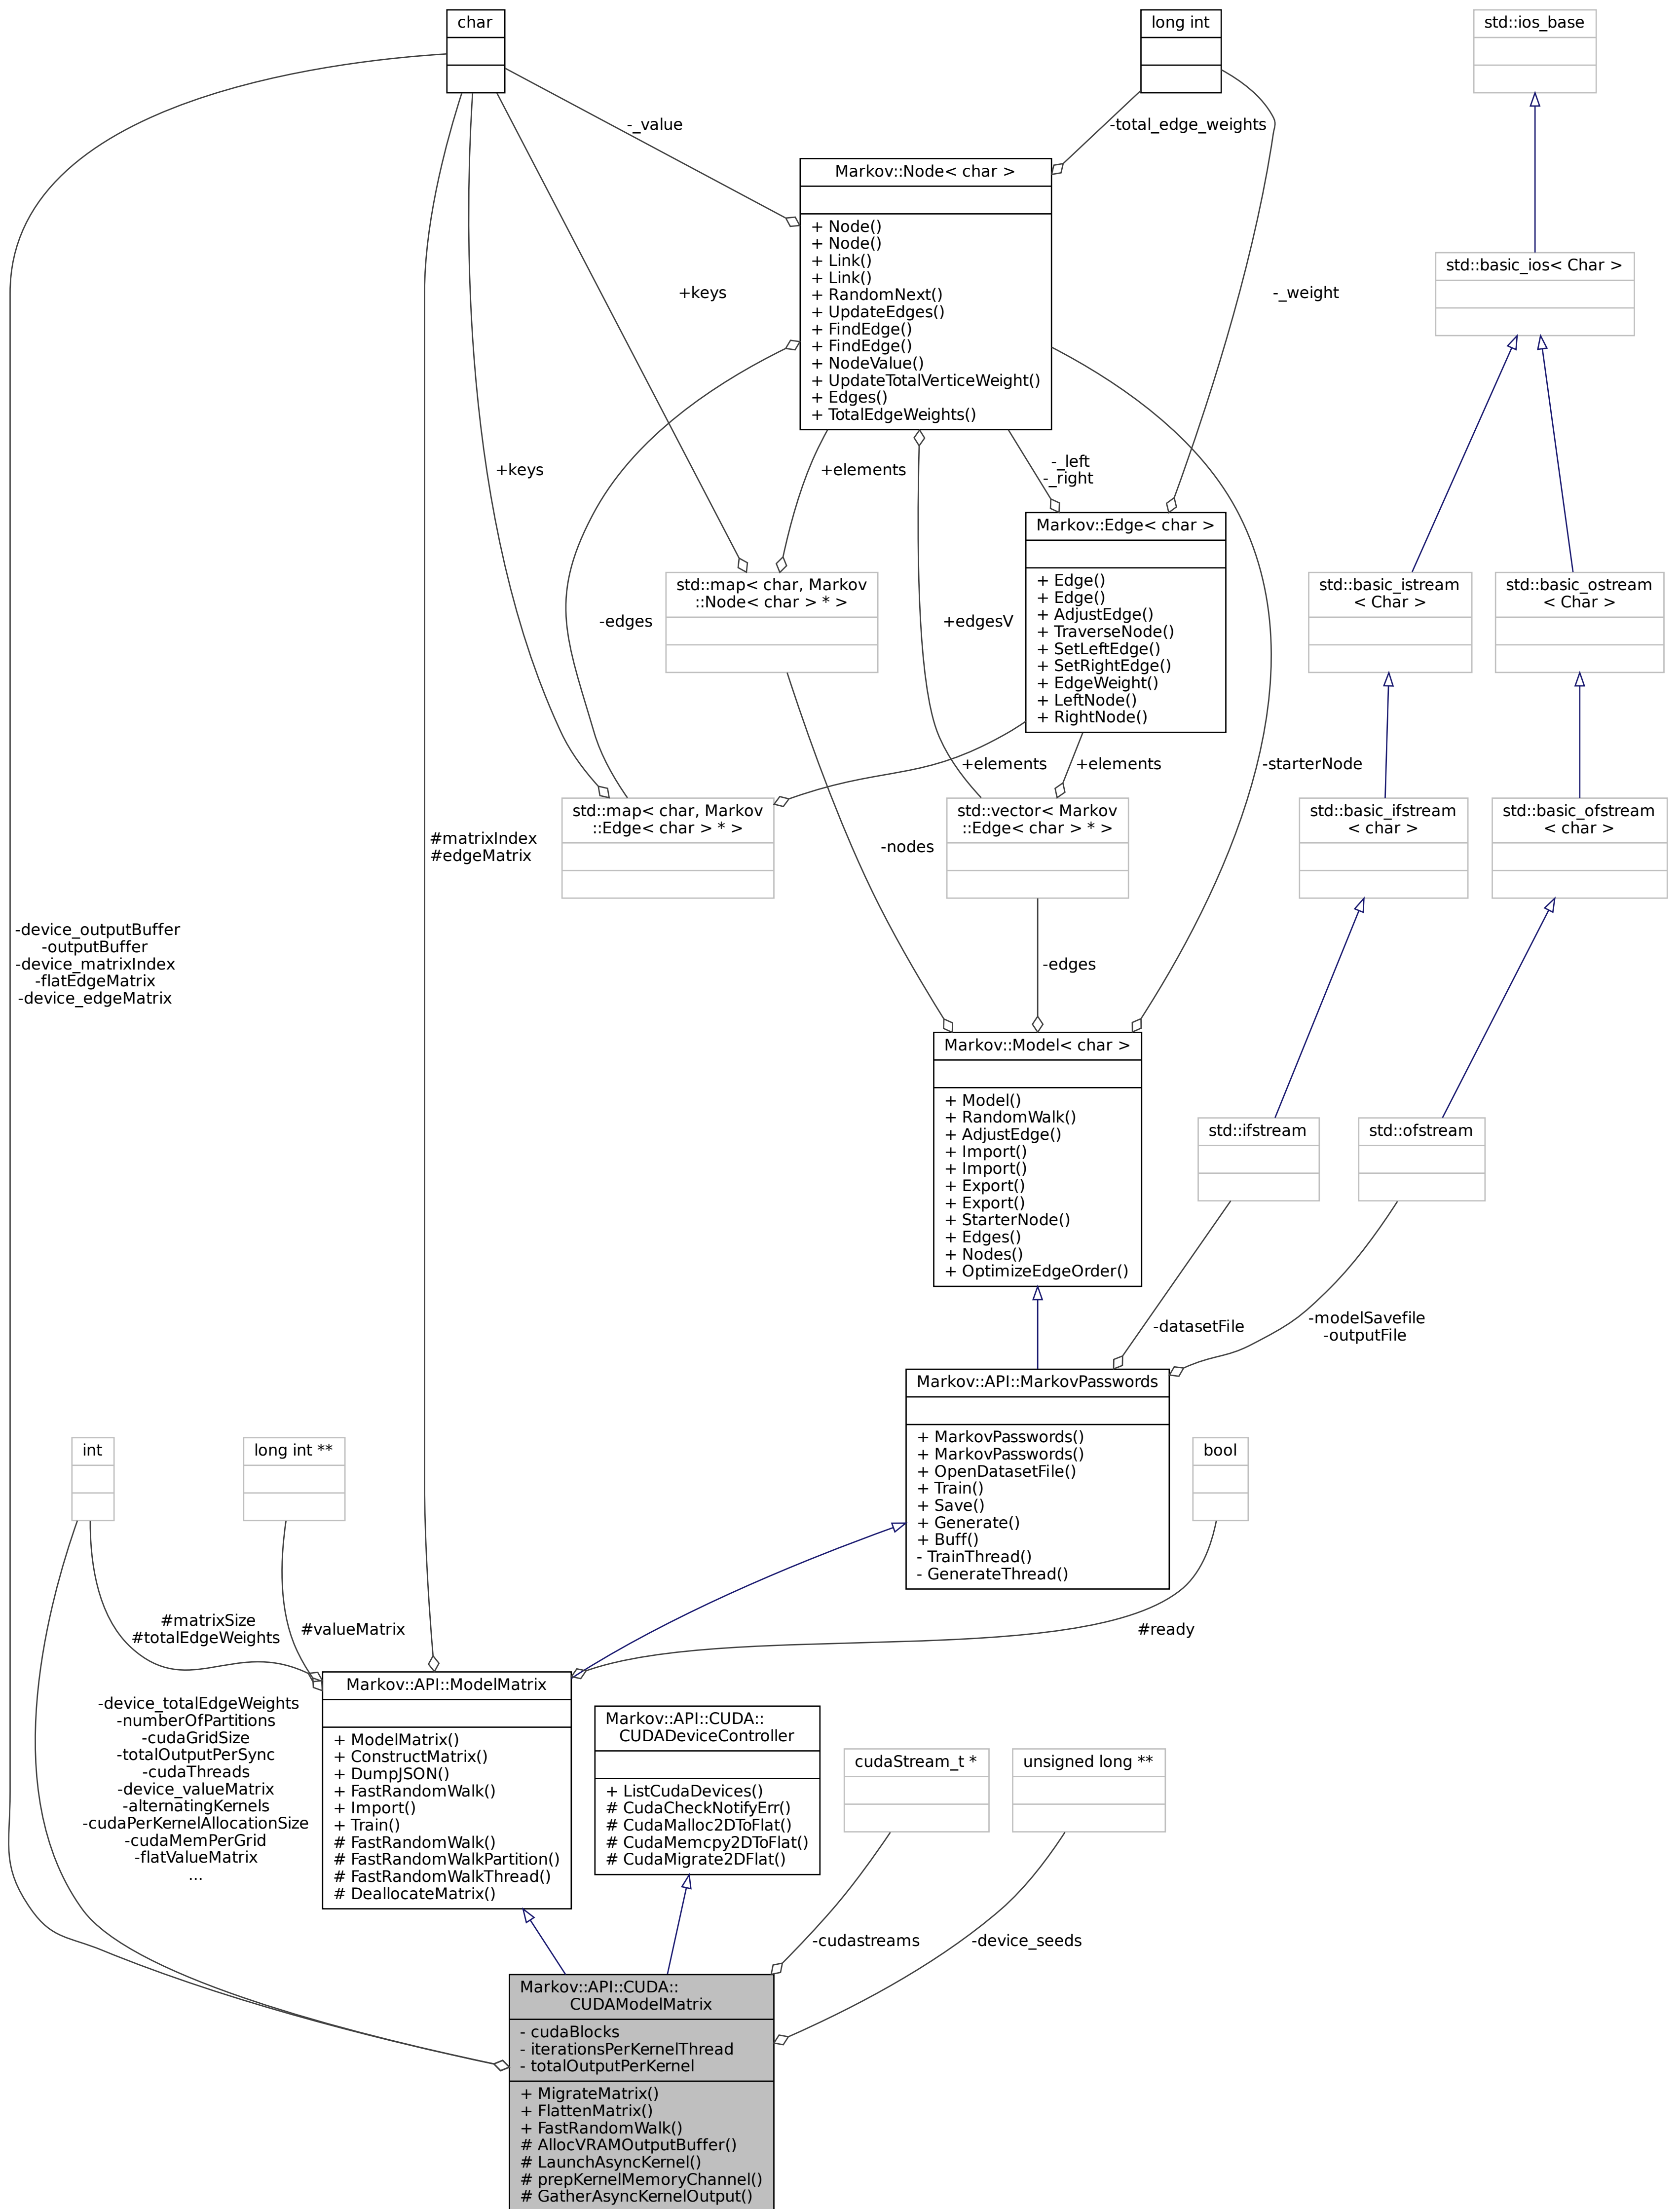 char
long int
std::ios_base
-_value
-total_edge_weights
Markov::Node< char >
+ Node()
+ Node()
+ Link()
+ Link()
+ RandomNext()
+ UpdateEdges()
+ FindEdge()
+ FindEdge()
+ NodeValue()
+ UpdateTotalVerticeWeight()
+ Edges()
+ TotalEdgeWeights()
std::basic_ios< Char >
+keys
-_weight
+keys
+elements
-_left
-_right
Markov::Edge< char >
+ Edge()
+ Edge()
+ AdjustEdge()
+ TraverseNode()
+ SetLeftEdge()
+ SetRightEdge()
+ EdgeWeight()
+ LeftNode()
+ RightNode()
std::map< char, Markov
::Node< char > * >
std::basic_istream
< Char >
std::basic_ostream
< Char >
-edges
+edgesV
+elements
+elements
-starterNode
std::map< char, Markov
::Edge< char > * >
std::vector< Markov
::Edge< char > * >
std::basic_ifstream
< char >
std::basic_ofstream
< char >
#matrixIndex
#edgeMatrix
-nodes
-device_outputBuffer
-outputBuffer
-device_matrixIndex
-flatEdgeMatrix
-device_edgeMatrix
-edges
Markov::Model< char >
+ Model()
+ RandomWalk()
+ AdjustEdge()
+ Import()
+ Import()
+ Export()
+ Export()
+ StarterNode()
+ Edges()
+ Nodes()
+ OptimizeEdgeOrder()
std::ifstream
std::ofstream
-datasetFile
-modelSavefile
-outputFile
Markov::API::MarkovPasswords
+ MarkovPasswords()
+ MarkovPasswords()
+ OpenDatasetFile()
+ Train()
+ Save()
+ Generate()
+ Buff()
- TrainThread()
- GenerateThread()
int
long int **
bool
#matrixSize
#totalEdgeWeights
#valueMatrix
#ready
Markov::API::ModelMatrix
+ ModelMatrix()
+ ConstructMatrix()
+ DumpJSON()
+ FastRandomWalk()
+ Import()
+ Train()
# FastRandomWalk()
# FastRandomWalkPartition()
# FastRandomWalkThread()
# DeallocateMatrix()
-device_totalEdgeWeights
-numberOfPartitions
-cudaGridSize
-totalOutputPerSync
-cudaThreads
-device_valueMatrix
-alternatingKernels
-cudaPerKernelAllocationSize
-cudaMemPerGrid
-flatValueMatrix
...
Markov::API::CUDA::
CUDADeviceController
+ ListCudaDevices()
# CudaCheckNotifyErr()
# CudaMalloc2DToFlat()
# CudaMemcpy2DToFlat()
# CudaMigrate2DFlat()
cudaStream_t *
unsigned long **
-cudastreams
-device_seeds
Markov::API::CUDA::
CUDAModelMatrix
- cudaBlocks
- iterationsPerKernelThread
- totalOutputPerKernel
+ MigrateMatrix()
+ FlattenMatrix()
+ FastRandomWalk()
# AllocVRAMOutputBuffer()
# LaunchAsyncKernel()
# prepKernelMemoryChannel()
# GatherAsyncKernelOutput()